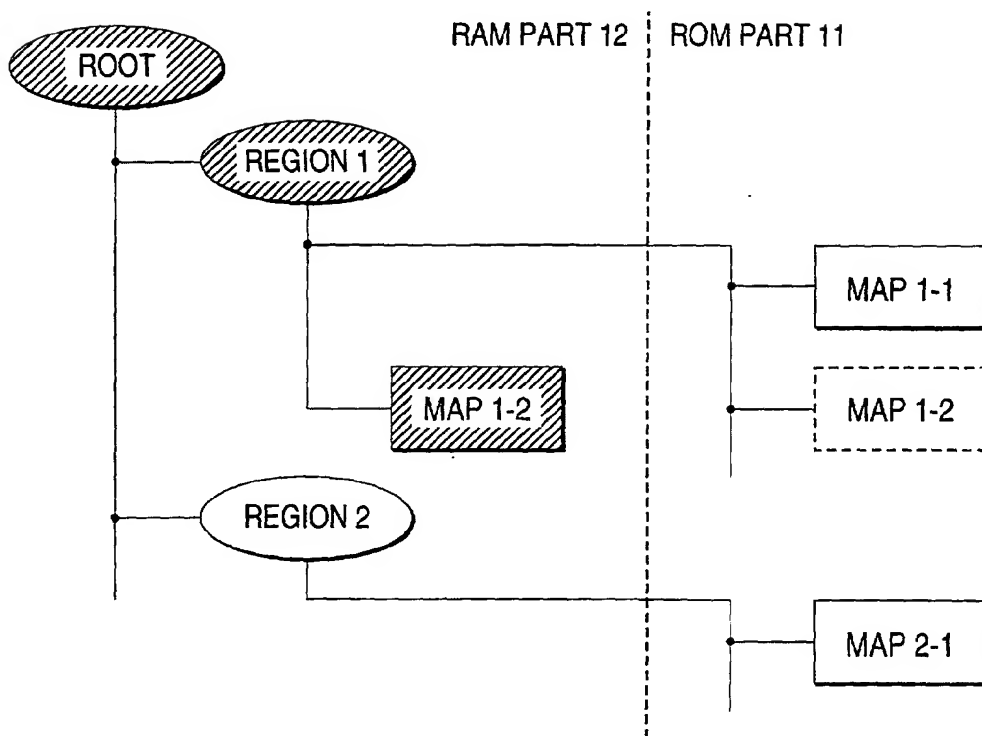 RAM PART 12
ROM PART 11
ROOT
REGION 1
MAP 1-1
MAP 1-2
MAP 1-2
REGION 2
MAP 2-1